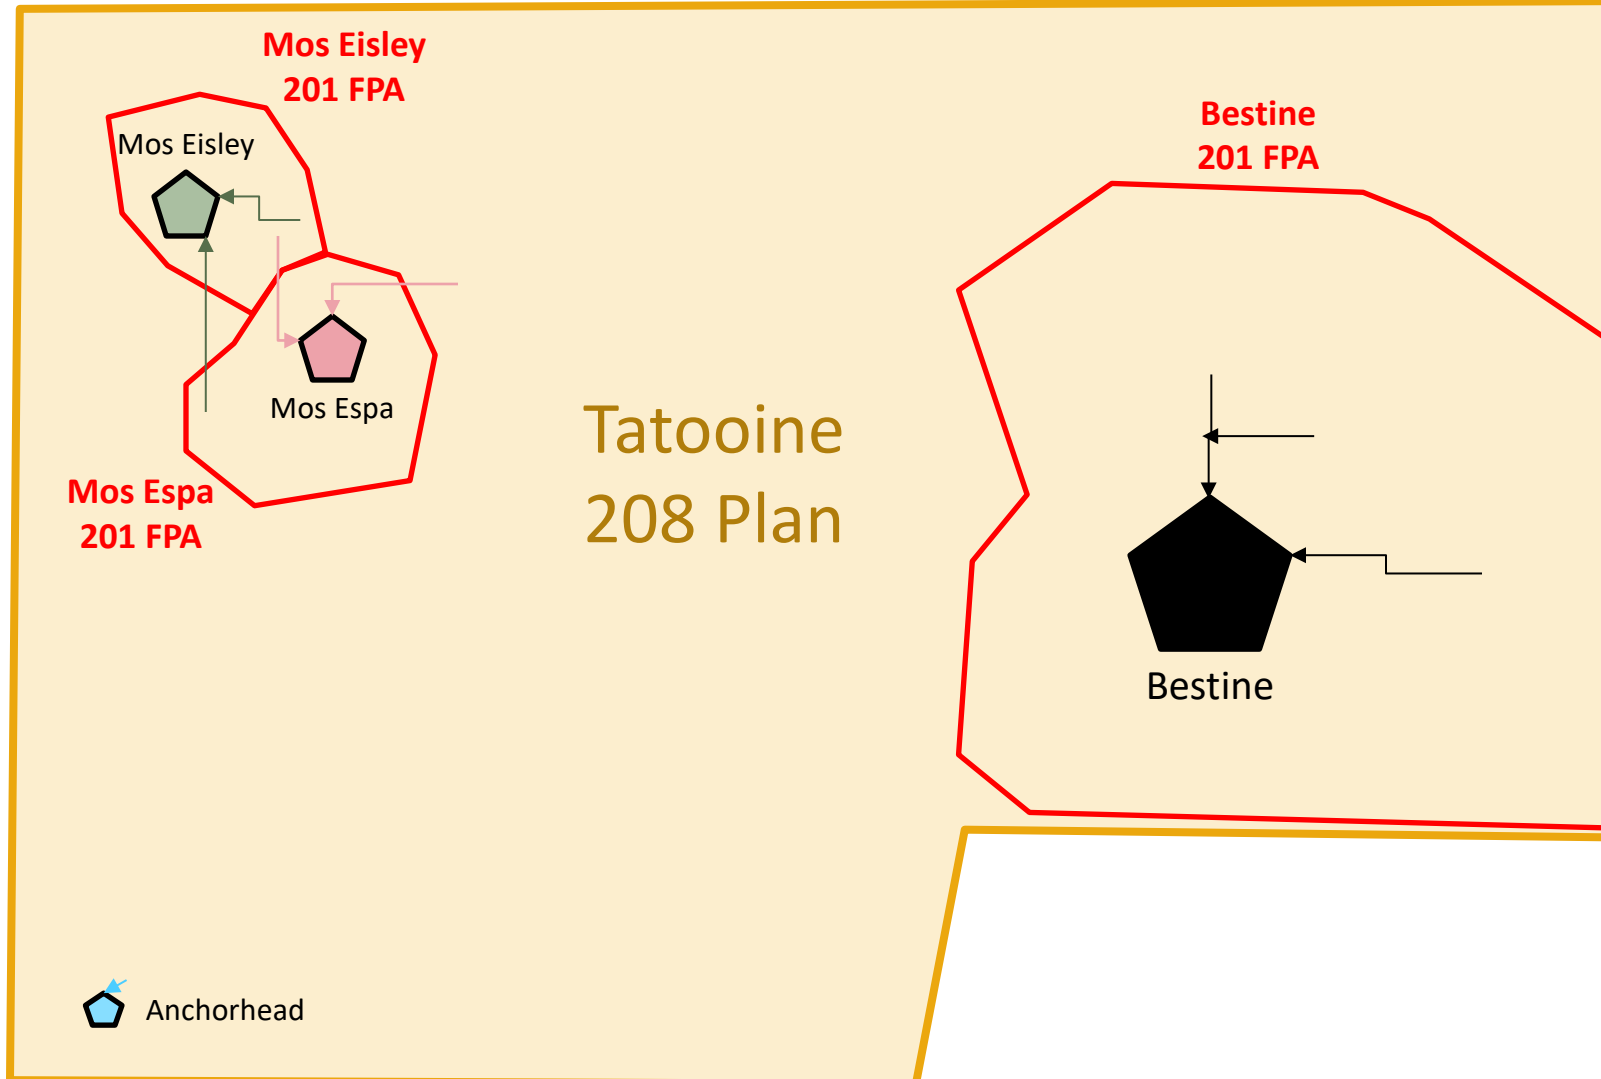 Mos Eisley
201 FPA
Bestine
201 FPA
Mos Eisley
Mos Espa
Tatooine
208 Plan
Mos Espa
201 FPA
Bestine
Anchorhead